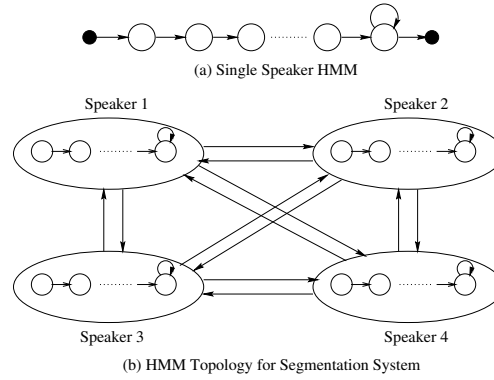 (a) Single Speaker HMM
Speaker 1
Speaker 2
Speaker 3
Speaker 4
(b) HMM Topology for Segmentation System